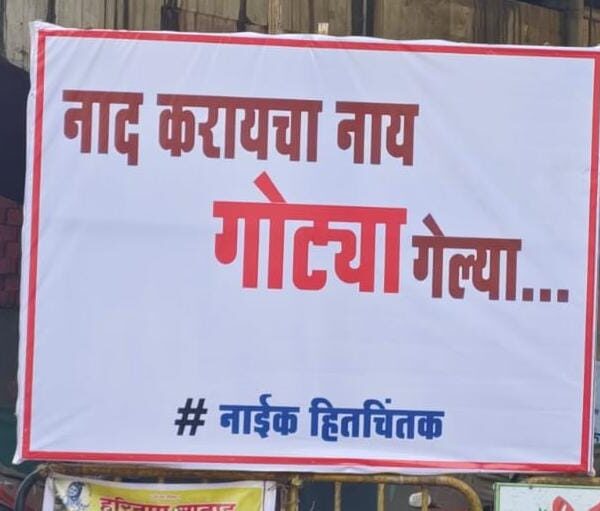 नाद करायचा नाय
गोट्या गेल्या...
# नाईक हितचिंतक